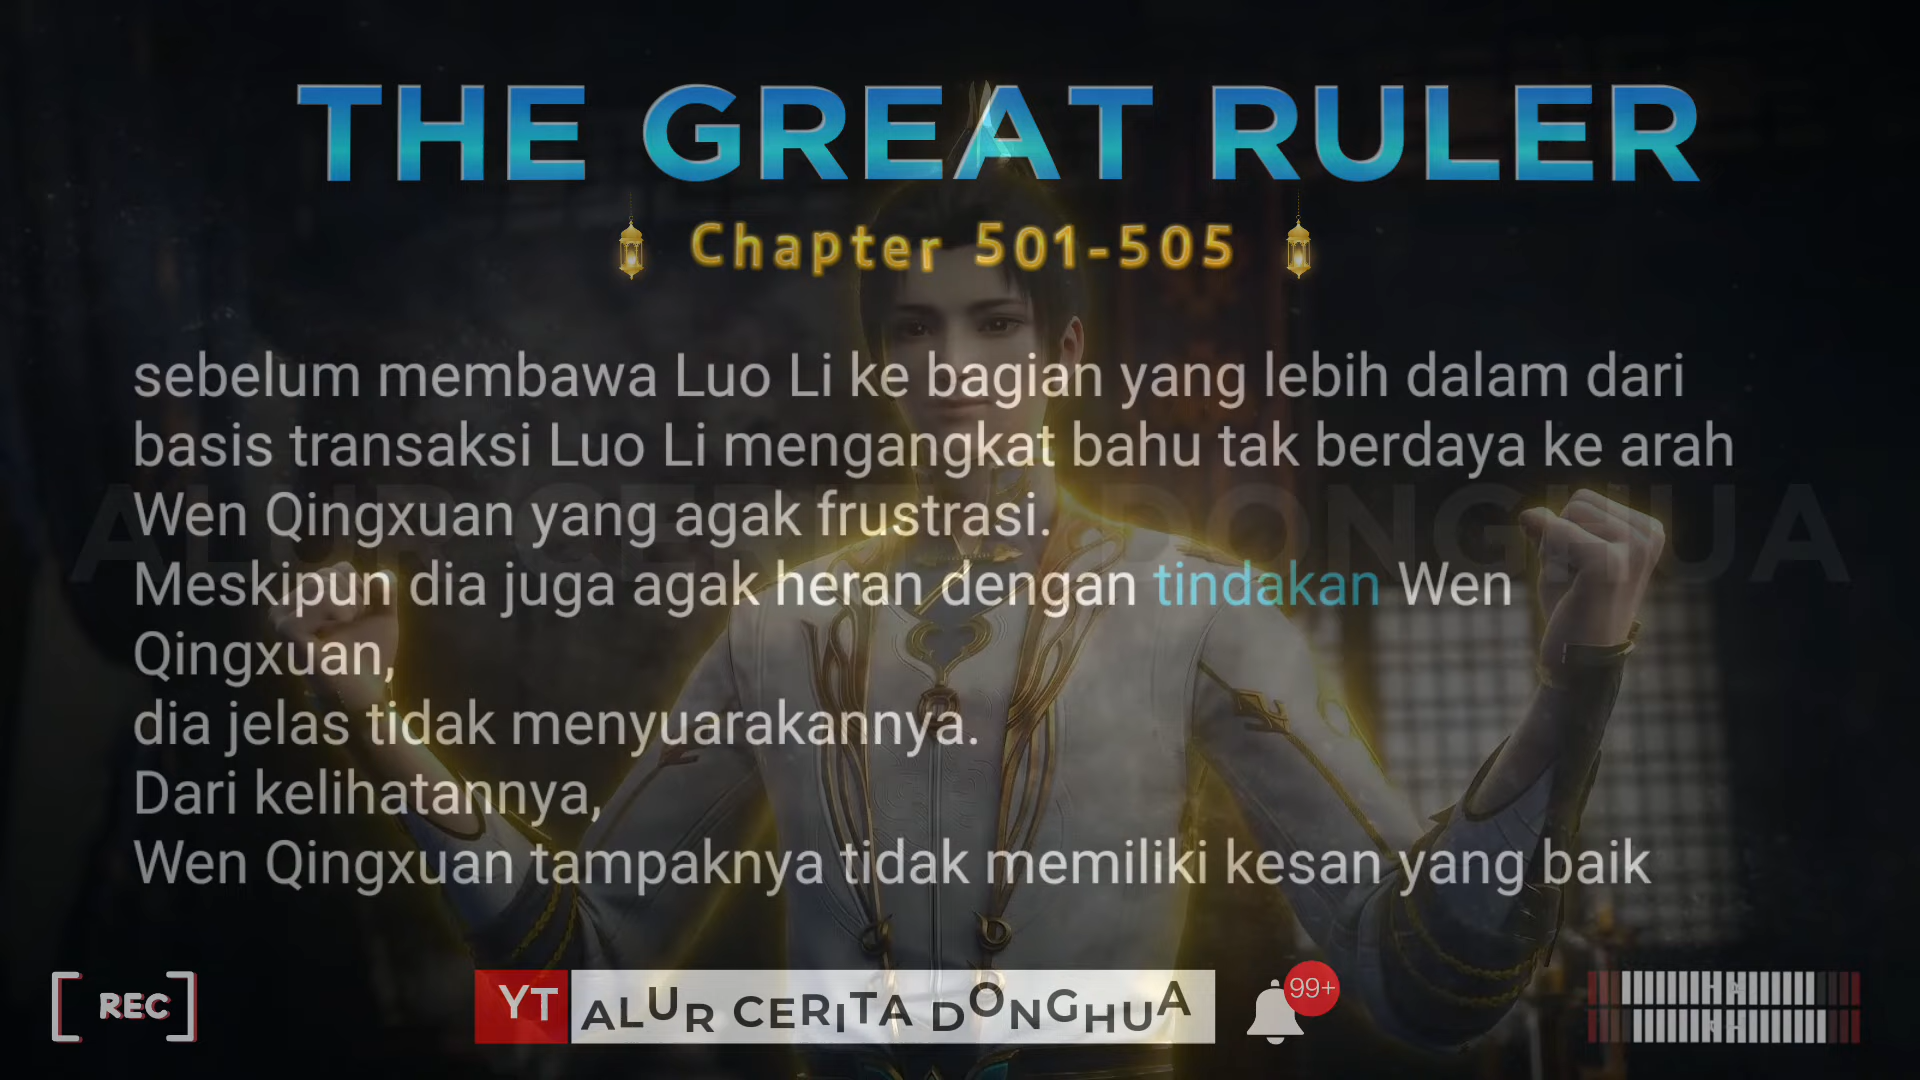 THE GREAT RULER
Chapter 501-505
sebelum membawa Luo Li ke bagian yang lebih dalam dari
basis transaksi Luo Li mengangkat bahu tak berdaya ke arah
Wen Qingxuan yang agak frustrasi.
ALUR CERITA DONGHUA
Meskipun dia juga agak heran dengan tindakan Wen
Qingxuan,
dia jelas tidak menyuarakannya.
Dari kelihatannya,
Wen Qingxuan tampaknya tidak memiliki kesan yang baik
REC
YT ALUR CERITA DONGHUA
99+